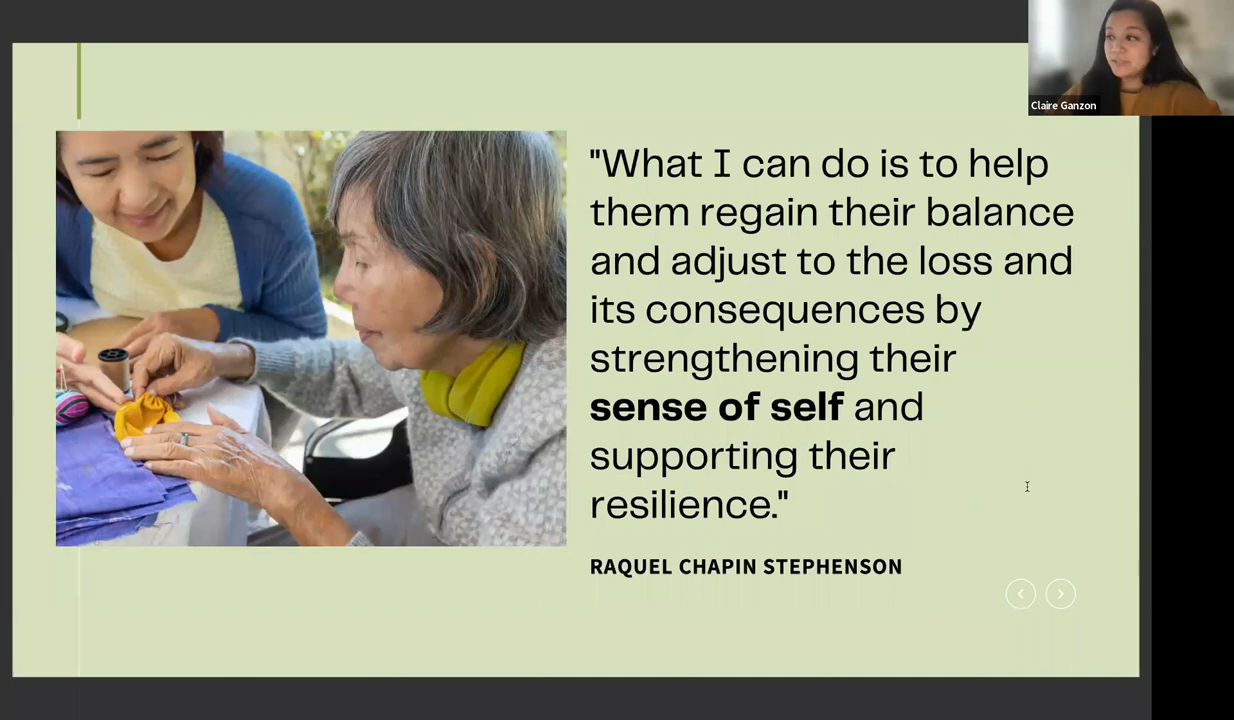 Claire Ganzon
"What I can do is to help
them regain their balance
and adjust to the loss and
its consequences by
strengthening their
sense of self and
supporting their
resilience."
RAQUEL CHAPIN STEPHENSON